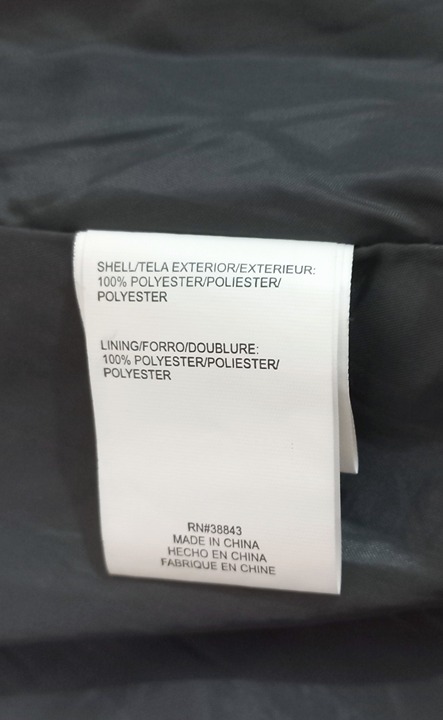 SHELL/TELA EXTERIOR/EXTERIEUR:
100% POLYESTER/POLIESTER/
POLYESTER
LINING/FORRO/DOUBLURE:
100% POLYESTER/POLIESTER/
POLYESTER
RN#38843
MADE IN CHINA
HECHO EN CHINA
FABRIQUE EN CHINE